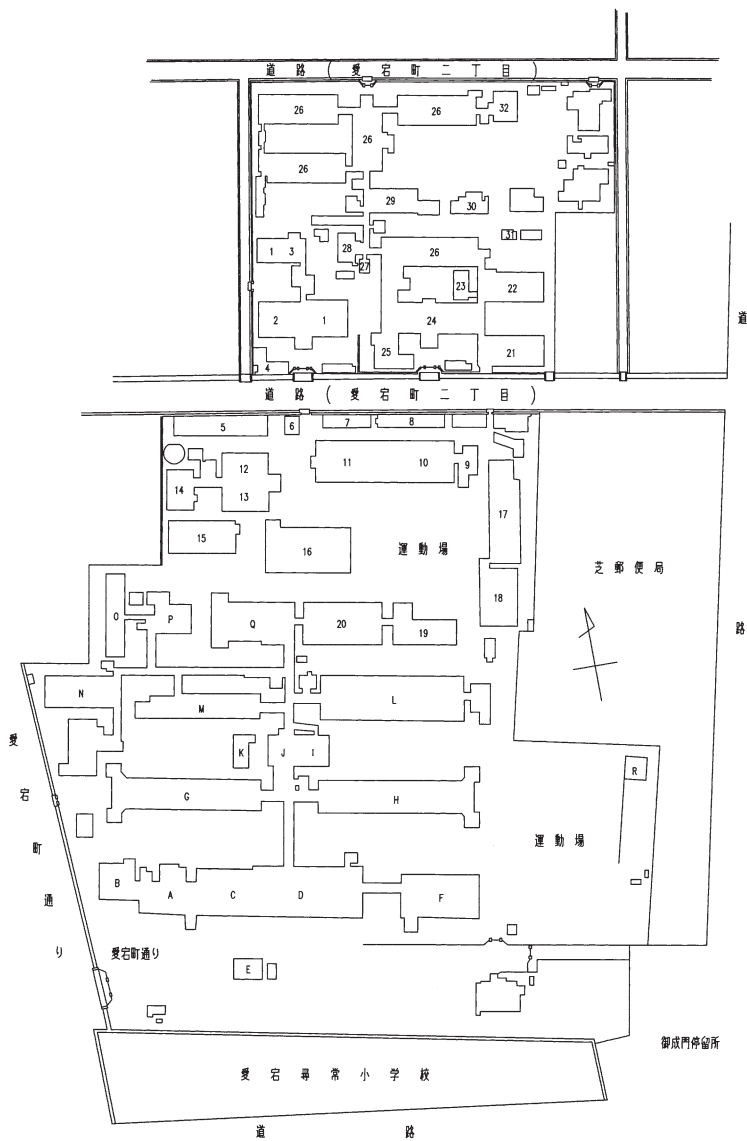 道路(愛宕町二丁目)
26
26
32
26
26
29
30
31
1 3
28
27
26
23
22
2
1
24
25
21
4
道
道路(愛宕町二丁目)
5
6
7
8
12
11
10
9
14
13
17
15
16
運動場
芝郵便局
18
路
O
P
Q
20
19
N
M
L
K
J
I
R
G
H
愛宕町通り
運動場
B
A
C
D
F
愛宕町通り
E
御成門停留所
愛宕尋常小学校
道路